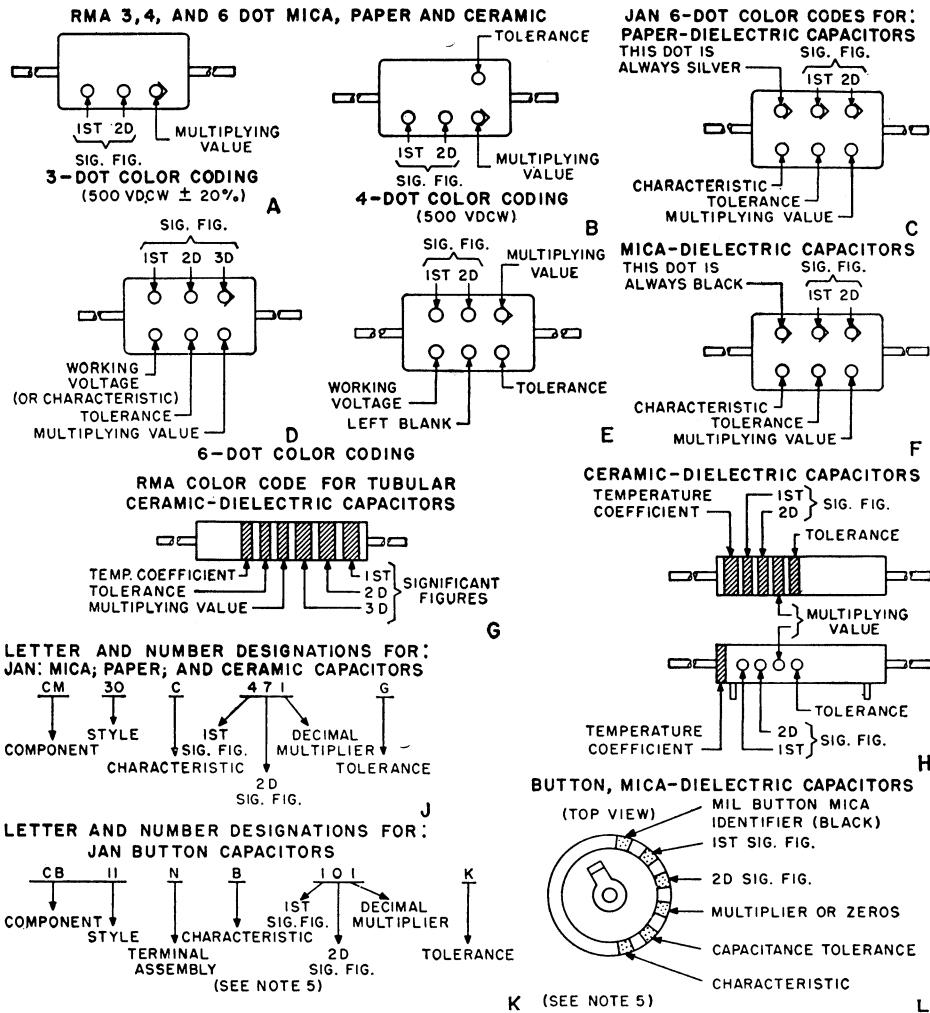 RMA 3,4, AND 6 DOT MICA, PAPER AND CERAMIC
TOLERANCE
1ST 2D
MULTIPLYING
VALUE
SIG. FIG.
3-DOT COLOR CODING
(500 VDCW ± 20%)
A
1ST 2D
MULTIPLYING
VALUE
SIG. FIG.
4-DOT COLOR CODING
(500 VDCW)
B
JAN 6-DOT COLOR CODES FOR:
PAPER-DIELECTRIC CAPACITORS
THIS DOT IS
ALWAYS SILVER
SIG. FIG.
1ST 2D
CHARACTERISTIC
TOLERANCE
MULTIPLYING VALUE
C
SIG. FIG.
1ST 2D 3D
WORKING
VOLTAGE
(OR CHARACTERISTIC)
TOLERANCE
MULTIPLYING VALUE
D
SIG. FIG.
1ST 2D
MULTIPLYING
VALUE
WORKING
VOLTAGE
LEFT BLANK
TOLERANCE
E
6-DOT COLOR CODING
MICA-DIELECTRIC CAPACITORS
THIS DOT IS
ALWAYS BLACK
SIG. FIG.
1ST 2D
CHARACTERISTIC
TOLERANCE
MULTIPLYING VALUE
F
RMA COLOR CODE FOR TUBULAR
CERAMIC-DIELECTRIC CAPACITORS
TEMP. COEFFICIENT
TOLERANCE
MULTIPLYING VALUE
1ST
2D
3D
SIGNIFICANT
FIGURES
G
CERAMIC-DIELECTRIC CAPACITORS
TEMPERATURE
COEFFICIENT
1ST
2D
SIG. FIG.
TOLERANCE
MULTIPLYING
VALUE
TOLERANCE
TEMPERATURE
COEFFICIENT
2D
1ST
SIG. FIG.
H
LETTER AND NUMBER DESIGNATIONS FOR:
JAN: MICA; PAPER; AND CERAMIC CAPACITORS
CM 30 C 471 G
COMPONENT
STYLE
CHARACTERISTIC
1ST
SIG. FIG.
2D
SIG. FIG.
DECIMAL
MULTIPLIER
TOLERANCE
J
LETTER AND NUMBER DESIGNATIONS FOR:
JAN BUTTON CAPACITORS
CB 11 N B 101 K
COMPONENT
STYLE
TERMINAL
ASSEMBLY
CHARACTERISTIC
(SEE NOTE 5)
1ST
SIG. FIG.
2D
SIG. FIG.
DECIMAL
MULTIPLIER
TOLERANCE
K
BUTTON, MICA-DIELECTRIC CAPACITORS
(TOP VIEW)
MIL BUTTON MICA
IDENTIFIER (BLACK)
1ST SIG. FIG.
2D SIG. FIG.
MULTIPLIER OR ZEROS
CAPACITANCE TOLERANCE
CHARACTERISTIC
(SEE NOTE 5)
L